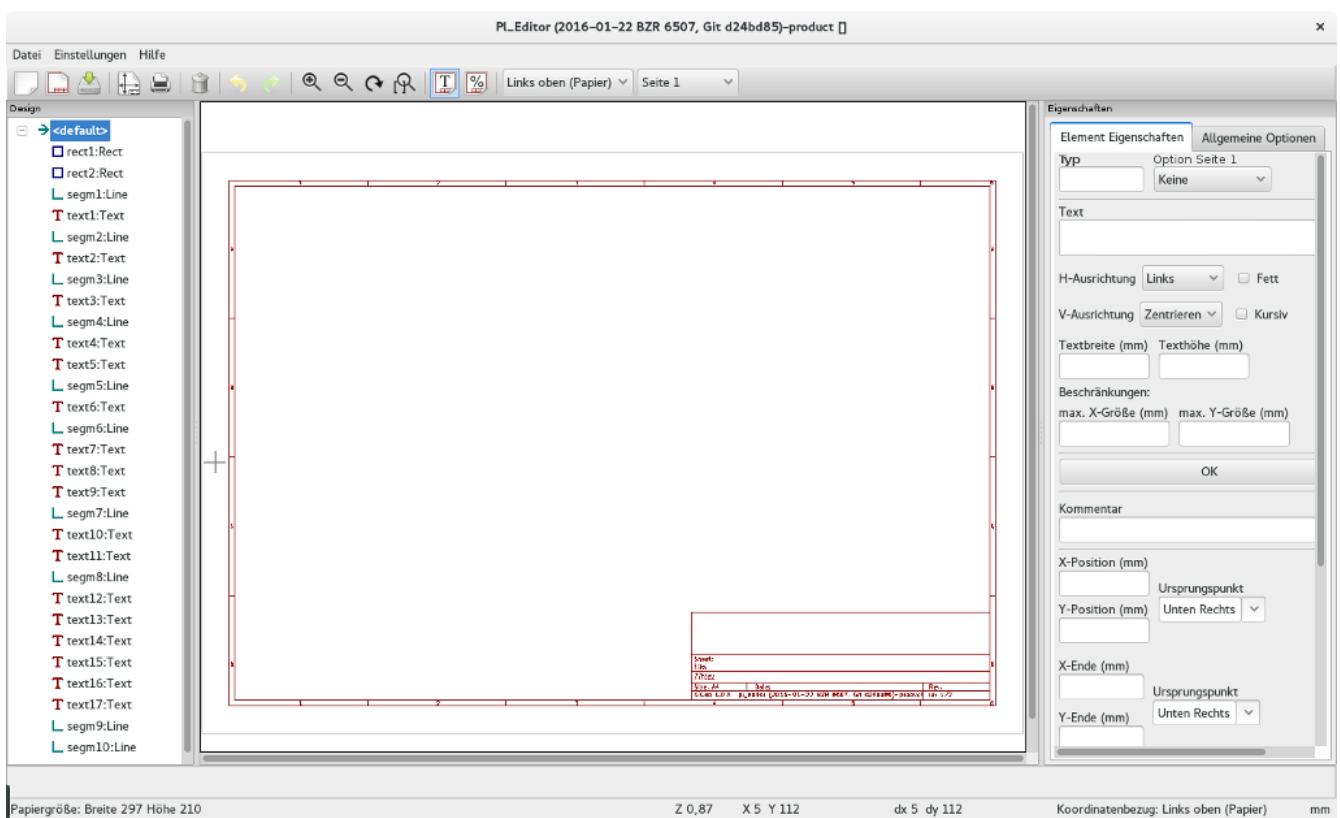 Pl_Editor (2016-01-22 BZR 6507, Git d24bd85)-product []
Datei Einstellungen Hilfe
Links oben (Papier) Seite 1
Design
<default>
rect1:Rect
rect2:Rect
segm1:Line
text1:Text
segm2:Line
text2:Text
segm3:Line
text3:Text
segm4:Line
text4:Text
text5:Text
segm5:Line
text6:Text
segm6:Line
text7:Text
text8:Text
text9:Text
segm7:Line
text10:Text
text11:Text
segm8:Line
text12:Text
text13:Text
text14:Text
text15:Text
text16:Text
text17:Text
segm9:Line
segm10:Line
Sheet:
File:
Title:
Size: A4 Date: Rev:
Eigenschaften
Element Eigenschaften Allgemeine Optionen
Typ Option Seite 1
Keine
Text
H-Ausrichtung Links Fett
V-Ausrichtung Zentrieren Kursiv
Textbreite (mm) Texthöhe (mm)
Beschränkungen:
max. X-Größe (mm) max. Y-Größe (mm)
OK
Kommentar
X-Position (mm)
Ursprungspunkt
Y-Position (mm) Unten Rechts
X-Ende (mm)
Ursprungspunkt
Y-Ende (mm) Unten Rechts
Papiergröße: Breite 297 Höhe 210 Z 0,87 X 5 Y 112 dx 5 dy 112 Koordinatenbezug: Links oben (Papier) mm